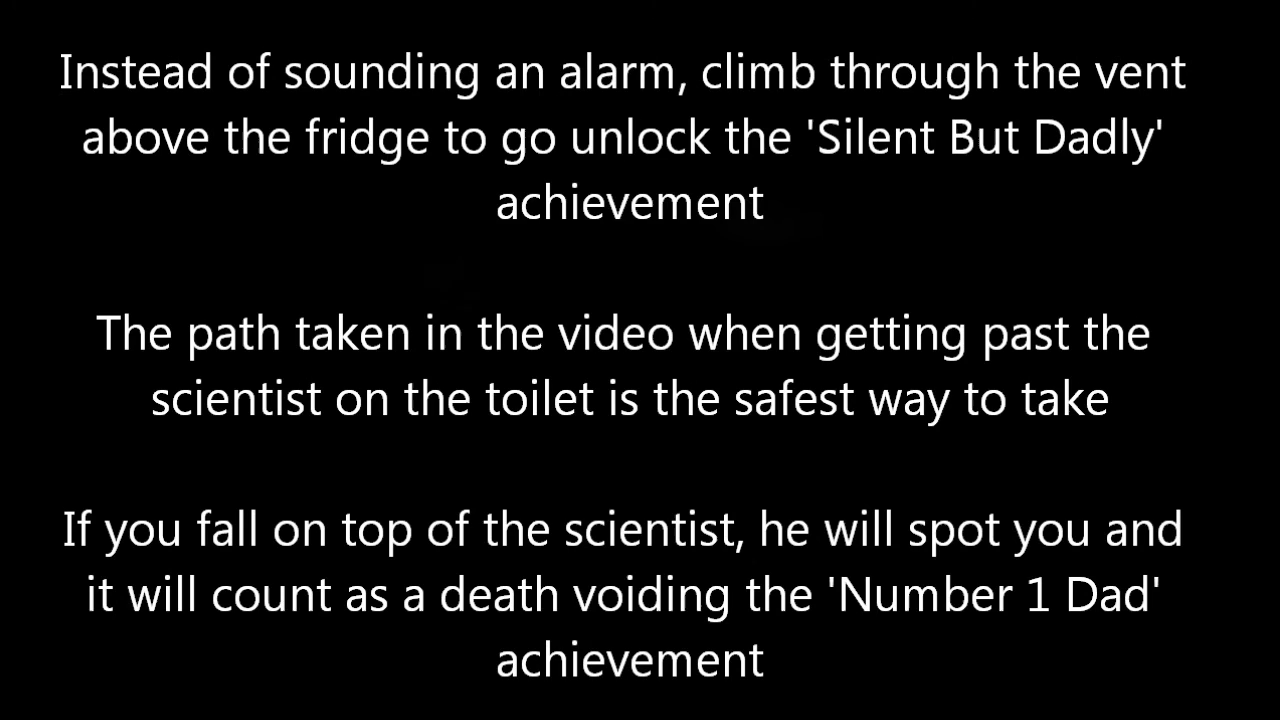 Instead of sounding an alarm, climb through the vent
above the fridge to go unlock the 'Silent But Dadly'
achievement
The path taken in the video when getting past the
scientist on the toilet is the safest way to take
If you fall on top of the scientist, he will spot you and
it will count as a death voiding the 'Number 1 Dad'
achievement